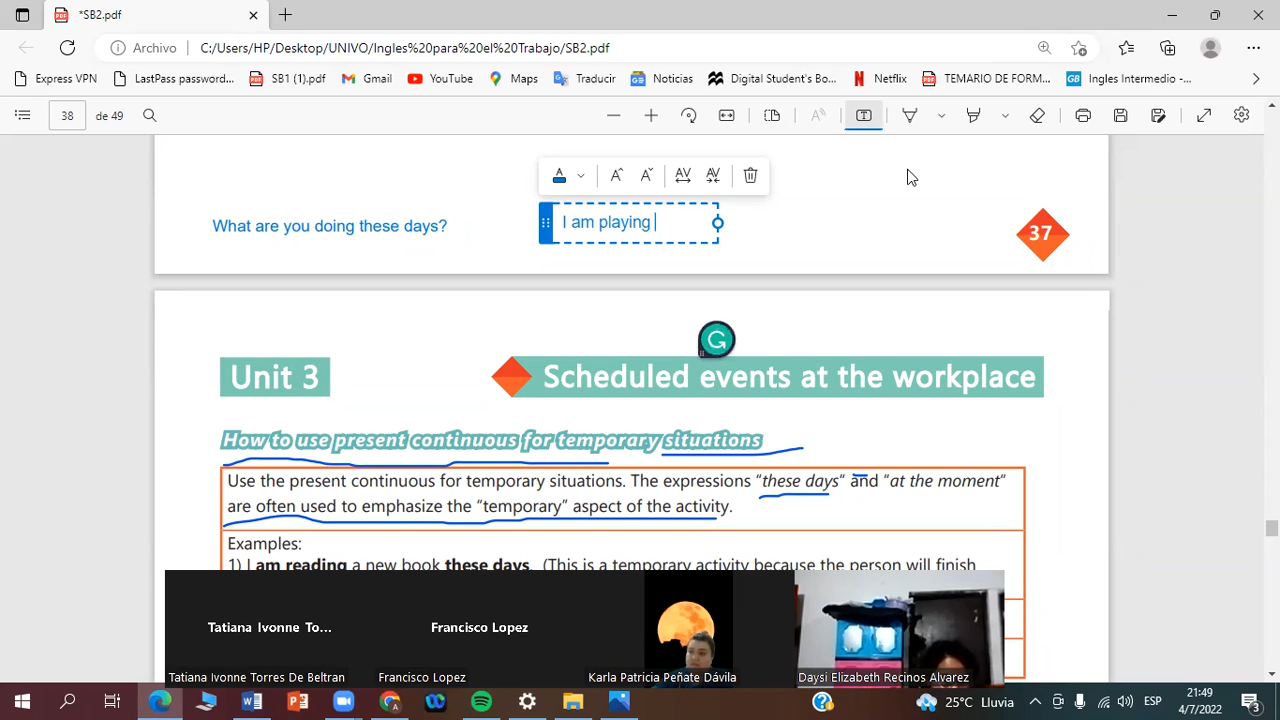 *SB2.pdf
Archivo C:/Users/HP/Desktop/UNIVO/Ingles%20para%20el%20Trabajo/SB2.pdf
Express VPN LastPass password... SB1 (1).pdf Gmail YouTube Maps Traducir Noticias Digital Student's Bo... Netflix TEMARIO DE FORM... Ingles Intermedio -...
38 de 49
What are you doing these days? I am playing
37
Unit 3 Scheduled events at the workplace
How to use present continuous for temporary situations
Use the present continuous for temporary situations. The expressions "these days" and "at the moment"
are often used to emphasize the "temporary" aspect of the activity.
Examples:
1) I am reading a new book these days. (This is a temporary activity because the person will finish
Tatiana Ivonne To... Francisco Lopez
Tatiana Ivonne Torres De Beltran Francisco Lopez Karla Patricia Peñate Dávila Daysi Elizabeth Recinos Alvarez
25°C Lluvia ESP 21:49
4/7/2022 3